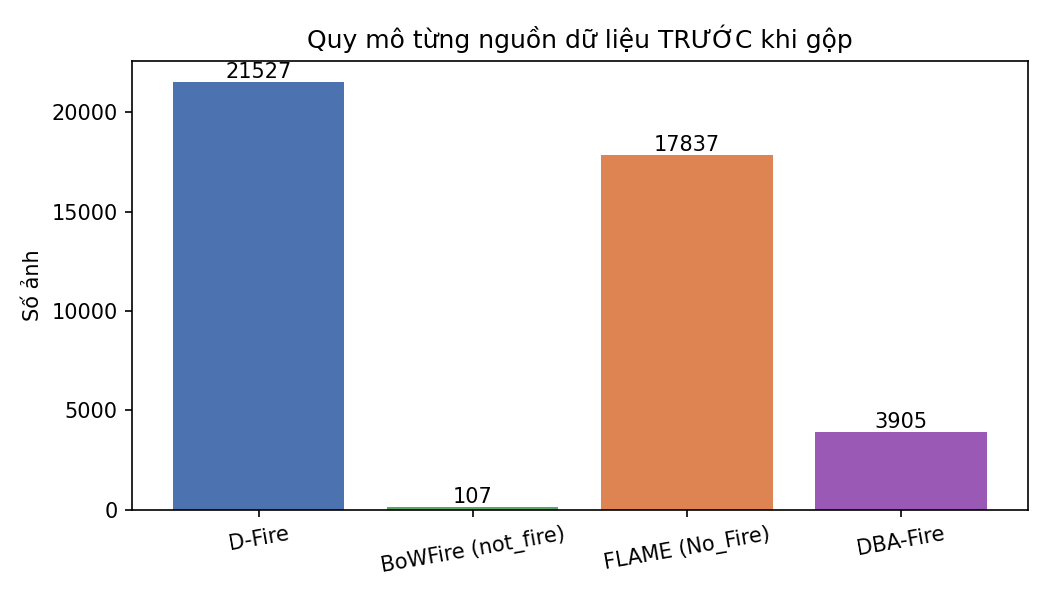 Quy mô từng nguồn dữ liệu TRƯỚC khi gộp
21527
20000
17837
15000
Số ảnh
10000
5000
3905
107
0
D-Fire
BoWFire (not_fire)
FLAME (No_Fire)
DBA-Fire